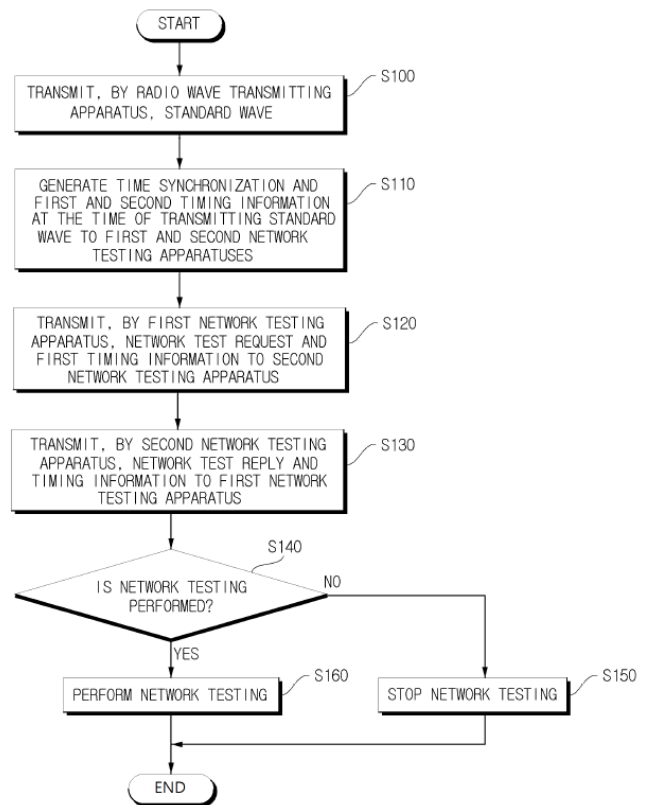 START
TRANSMIT, BY RADIO WAVE TRANSMITTING
APPARATUS, STANDARD WAVE
S100
GENERATE TIME SYNCHRONIZATION AND
FIRST AND SECOND TIMING INFORMATION
AT THE TIME OF TRANSMITTING STANDARD
WAVE TO FIRST AND SECOND NETWORK
TESTING APPARATUSES
S110
TRANSMIT, BY FIRST NETWORK TESTING
APPARATUS, NETWORK TEST REQUEST AND
FIRST TIMING INFORMATION TO SECOND
NETWORK TESTING APPARATUS
S120
TRANSMIT, BY SECOND NETWORK TESTING
APPARATUS, NETWORK TEST REPLY AND
TIMING INFORMATION TO FIRST NETWORK
TESTING APPARATUS
S130
S140
IS NETWORK TESTING
PERFORMED?
NO
YES
PERFORM NETWORK TESTING
S160
STOP NETWORK TESTING
S150
END